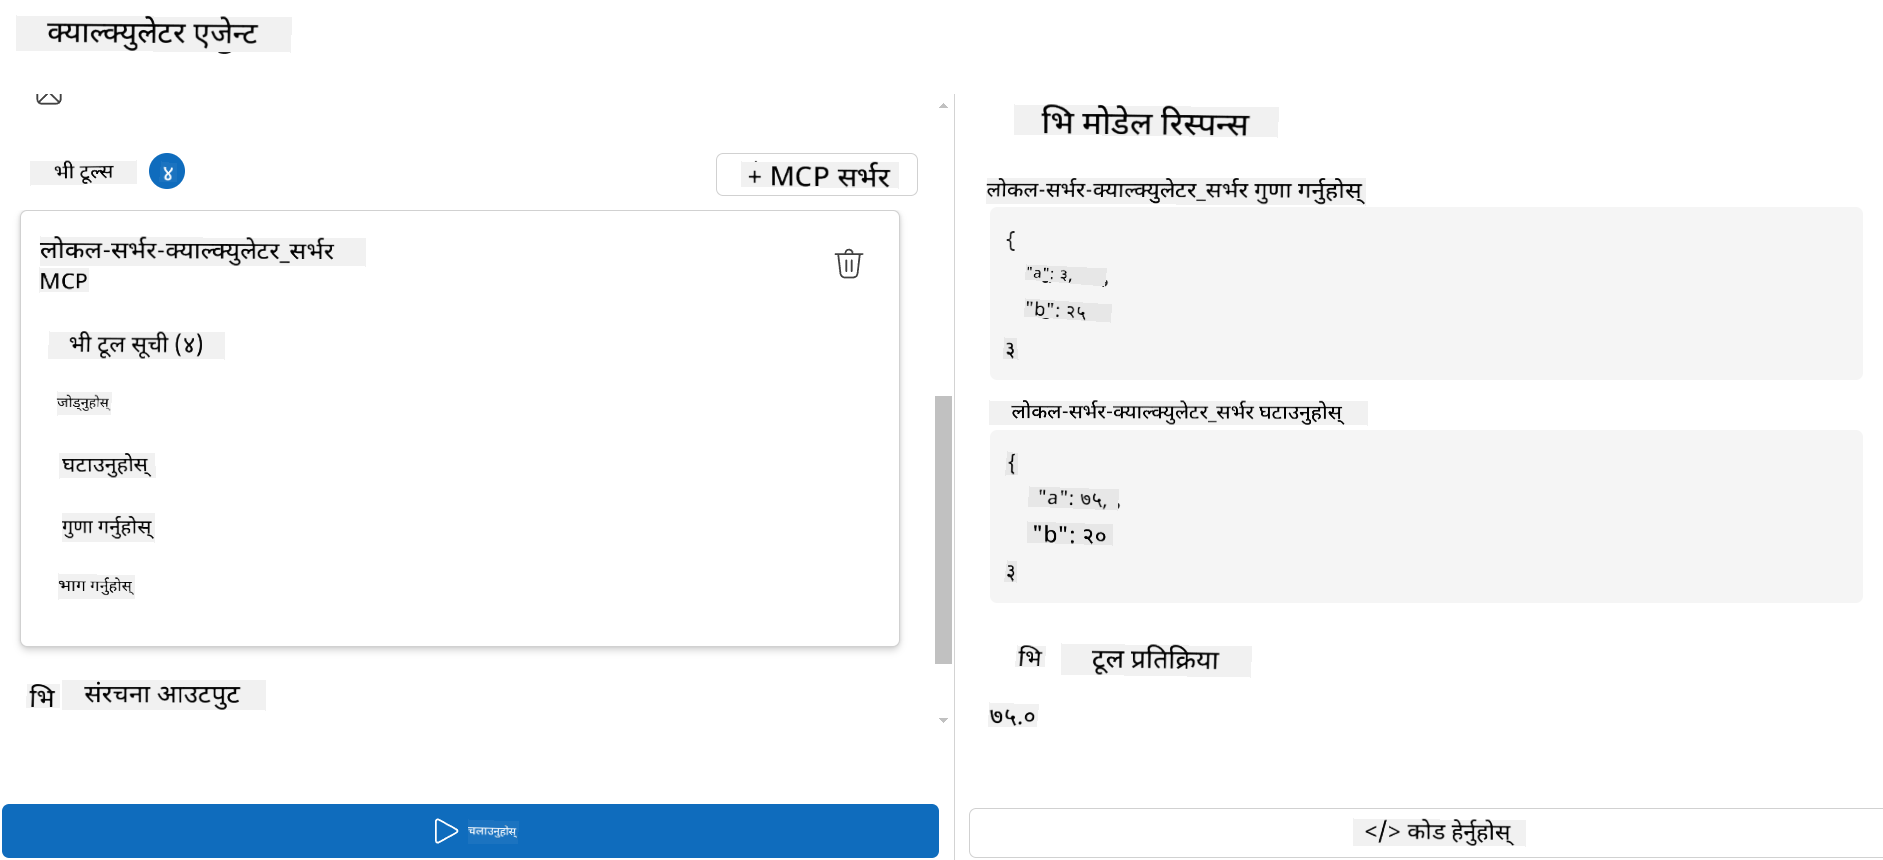 क्याल्क्युलेटर एजेन्ट
भी टूल्स ४
+ MCP सर्भर
लोकल-सर्भर-क्याल्क्युलेटर_सर्भर
MCP
भी टूल सूची (४)
जोड्नुहोस्
घटाउनुहोस्
गुणा गर्नुहोस्
भाग गर्नुहोस्
भि संरचना आउटपुट
चलाउनुहोस्
भि मोडेल रिस्पन्स
लोकल-सर्भर-क्याल्क्युलेटर_सर्भर गुणा गर्नुहोस्
{
"a": ३,
"b": २५
३
लोकल-सर्भर-क्याल्क्युलेटर_सर्भर घटाउनुहोस्
{
"a": ७५,
"b": २०
३
भि टूल प्रतिक्रिया
७५.०
</> कोड हेर्नुहोस्